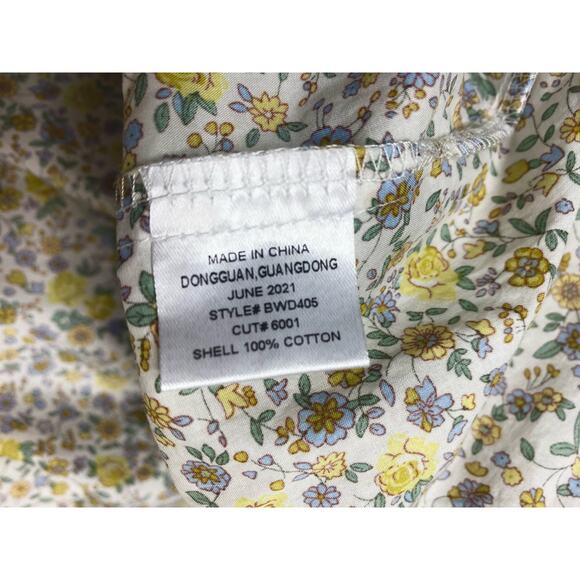 MADE IN CHINA
DONGGUAN,GUANGDONG
JUNE 2021
STYLE# BWD405
CUT# 6001
SHELL 100% COTTON